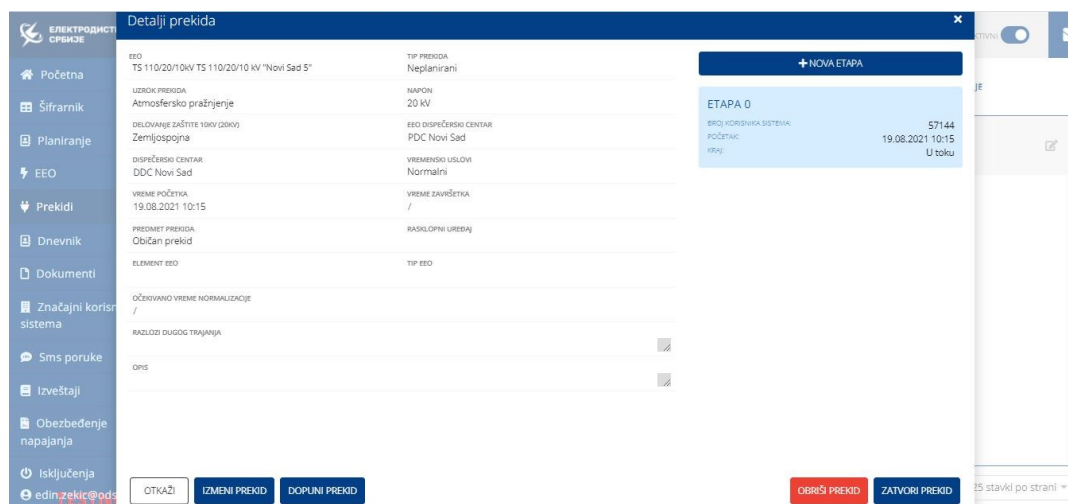 ЕЛЕКТРОДИСТ
СРБИЈЕ
Početna
Šifrarnik
Planiranje
EEO
Prekidi
Dnevnik
Dokumenti
Značajni korisn
sistema
Sms poruke
Izveštaji
Obezbeđenje
napajanja
Isključenja
edin.zekic@ods
Detalji prekida
×
EEO
TS 110/20/10kV TS 110/20/10 kV "Novi Sad 5"
TIP PREKIDA
Neplanirani
UZROK PREKIDA
Atmosfersko pražnjenje
NAPON
20 kV
DELOVANJE ZAŠTITE 10KV (20KV)
Zemljospojna
EEO DISPEČERSKI CENTAR
PDC Novi Sad
DISPEČERSKI CENTAR
DDC Novi Sad
VREMENSKI USLOVI
Normalni
VREME POČETKA
19.08.2021 10:15
VREME ZAVRŠETKA
/
PREDMET PREKIDA
Običan prekid
RASKLOPNI UREĐAJ
ELEMENT EEO
TIP EEO
OČEKIVANO VREME NORMALIZACIJE
/
RAZLOZI DUGOG TRAJANJA
OPIS
OTKAŽI
IZMENI PREKID
DOPUNI PREKID
OBRIŠI PREKID
ZATVORI PREKID
+ NOVA ETAPA
ETAPA 0
BROJ KORISNIKA SISTEMA: 57144
POČETAK: 19.08.2021 10:15
KRAJ: U toku
KTIVNI
JE
25 stavki po strani